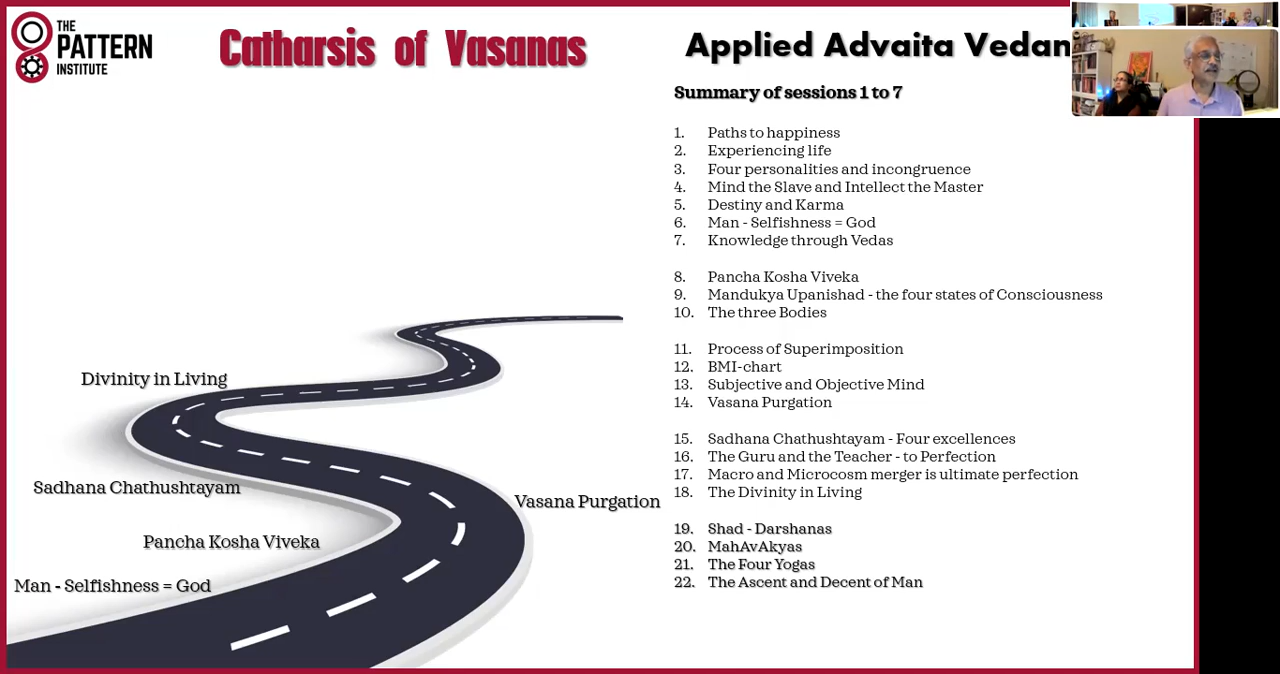 THE
PATTERN
INSTITUTE
Catharsis of Vasanas
Applied Advaita
Summary of sessions 1 to 7
1. Paths to happiness
2. Experiencing life
3. Four personalities and incongruence
4. Mind the Slave and Intellect the Master
5. Destiny and Karma
6. Man - Selfishness = God
7. Knowledge through Vedas
8. Pancha Kosha Viveka
9. Mandukya Upanishad - the four states of Consciousness
10. The three Bodies
11. Process of Superimposition
12. BMI-chart
13. Subjective and Objective Mind
14. Vasana Purgation
15. Sadhana Chathushtayam - Four excellences
16. The Guru and the Teacher - to Perfection
17. Macro and Microcosm merger is ultimate perfection
18. The Divinity in Living
19. Shad - Darshanas
20. MahAvAkyas
21. The Four Yogas
22. The Ascent and Decent of Man
Divinity in Living
Sadhana Chathushtayam
Vasana Purgation
Pancha Kosha Viveka
Man - Selfishness = God